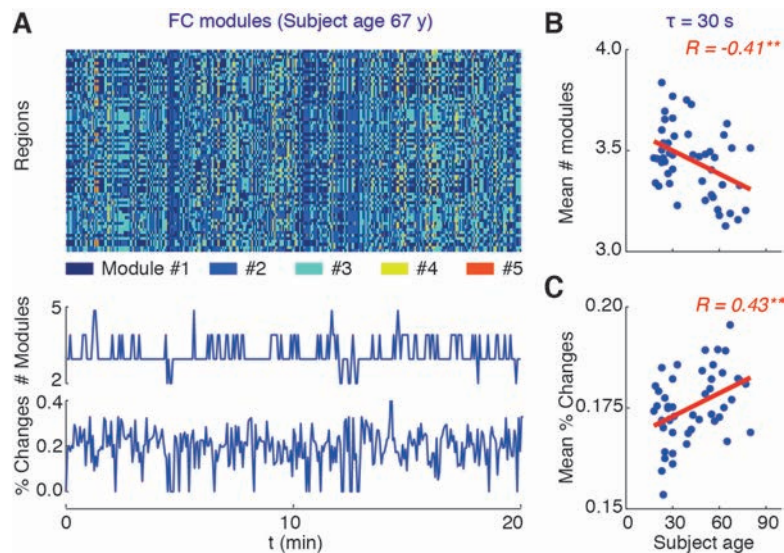 A
FC modules (Subject age 67 y)
Regions
Module #1
#2
#3
#4
#5
# Modules
5
2
% Changes
0.4
0.2
0.0
0
10
20
t (min)
B
τ = 30 s
R = -0.41**
Mean # modules
4.0
3.5
3.0
C
R = 0.43**
Mean % Changes
0.20
0.175
0.15
0
30
60
90
Subject age